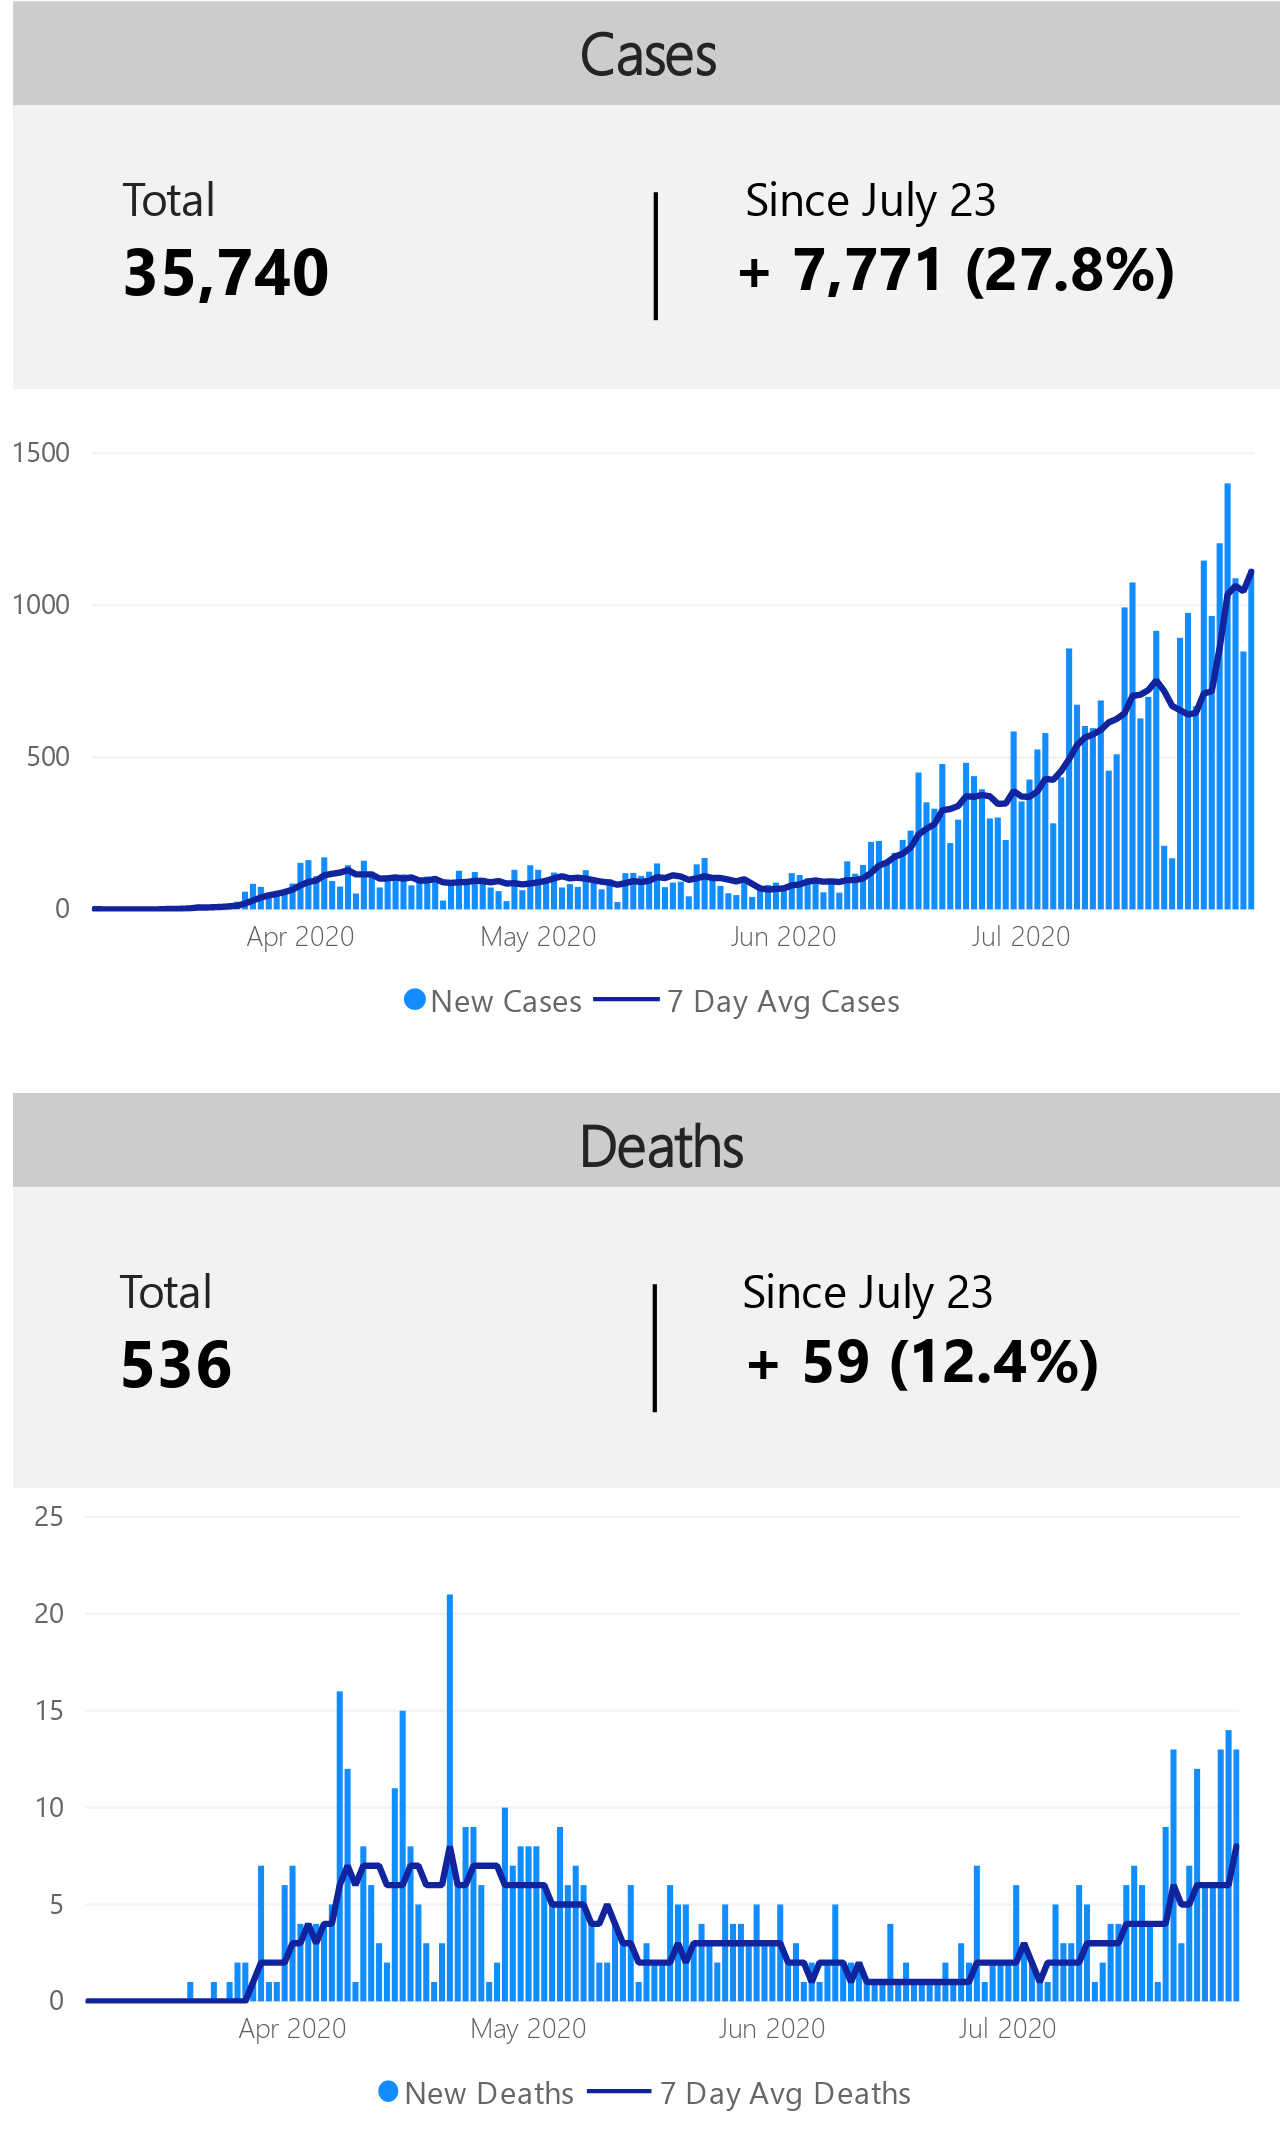 Cases
Total
Since July 23
35,740
+ 7,771 (27.8%)
1500
1000
500
0
Apr 2020
May 2020
Jun 2020
Jul 2020
New Cases
7 Day Avg Cases
Deaths
Total
Since July 23
536
+ 59 (12.4%)
25
20
15
10
5
0
Apr 2020
May 2020
Jun 2020
Jul 2020
New Deaths
7 Day Avg Deaths